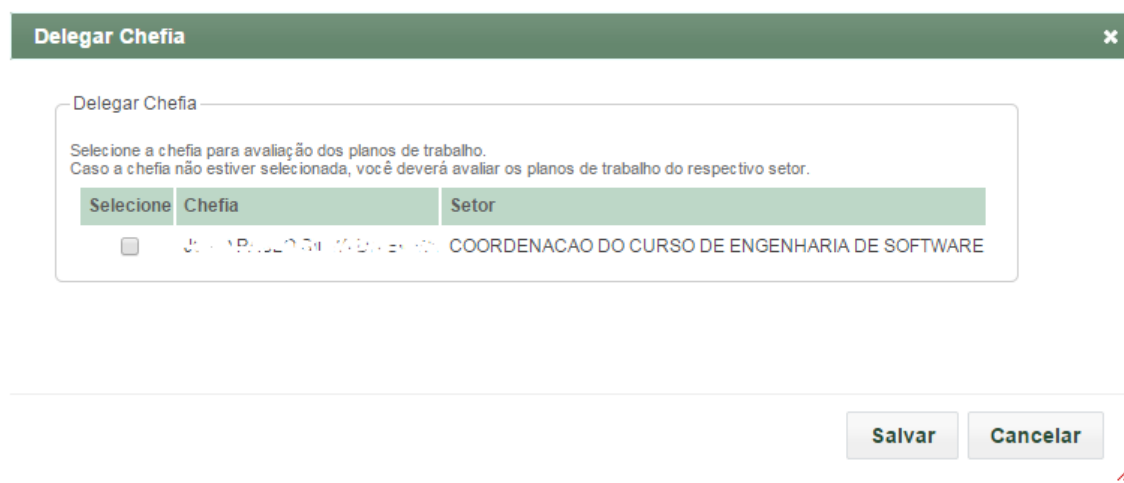 Delegar Chefia
Delegar Chefia
Selecione a chefia para avaliação dos planos de trabalho.
Caso a chefia não estiver selecionada, você deverá avaliar os planos de trabalho do respectivo setor.
Selecione Chefia Setor
COORDENACAO DO CURSO DE ENGENHARIA DE SOFTWARE
Salvar Cancelar